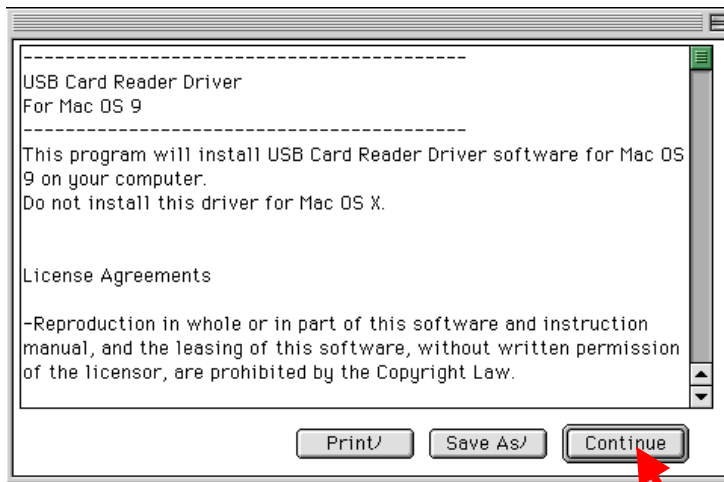 -------------------------------------------
USB Card Reader Driver
For Mac OS 9
-------------------------------------------
This program will install USB Card Reader Driver software for Mac OS
9 on your computer.
Do not install this driver for Mac OS X.
License Agreements
-Reproduction in whole or in part of this software and instruction
manual, and the leasing of this software, without written permission
of the licensor, are prohibited by the Copyright Law.
Print/ Save As/ Continue